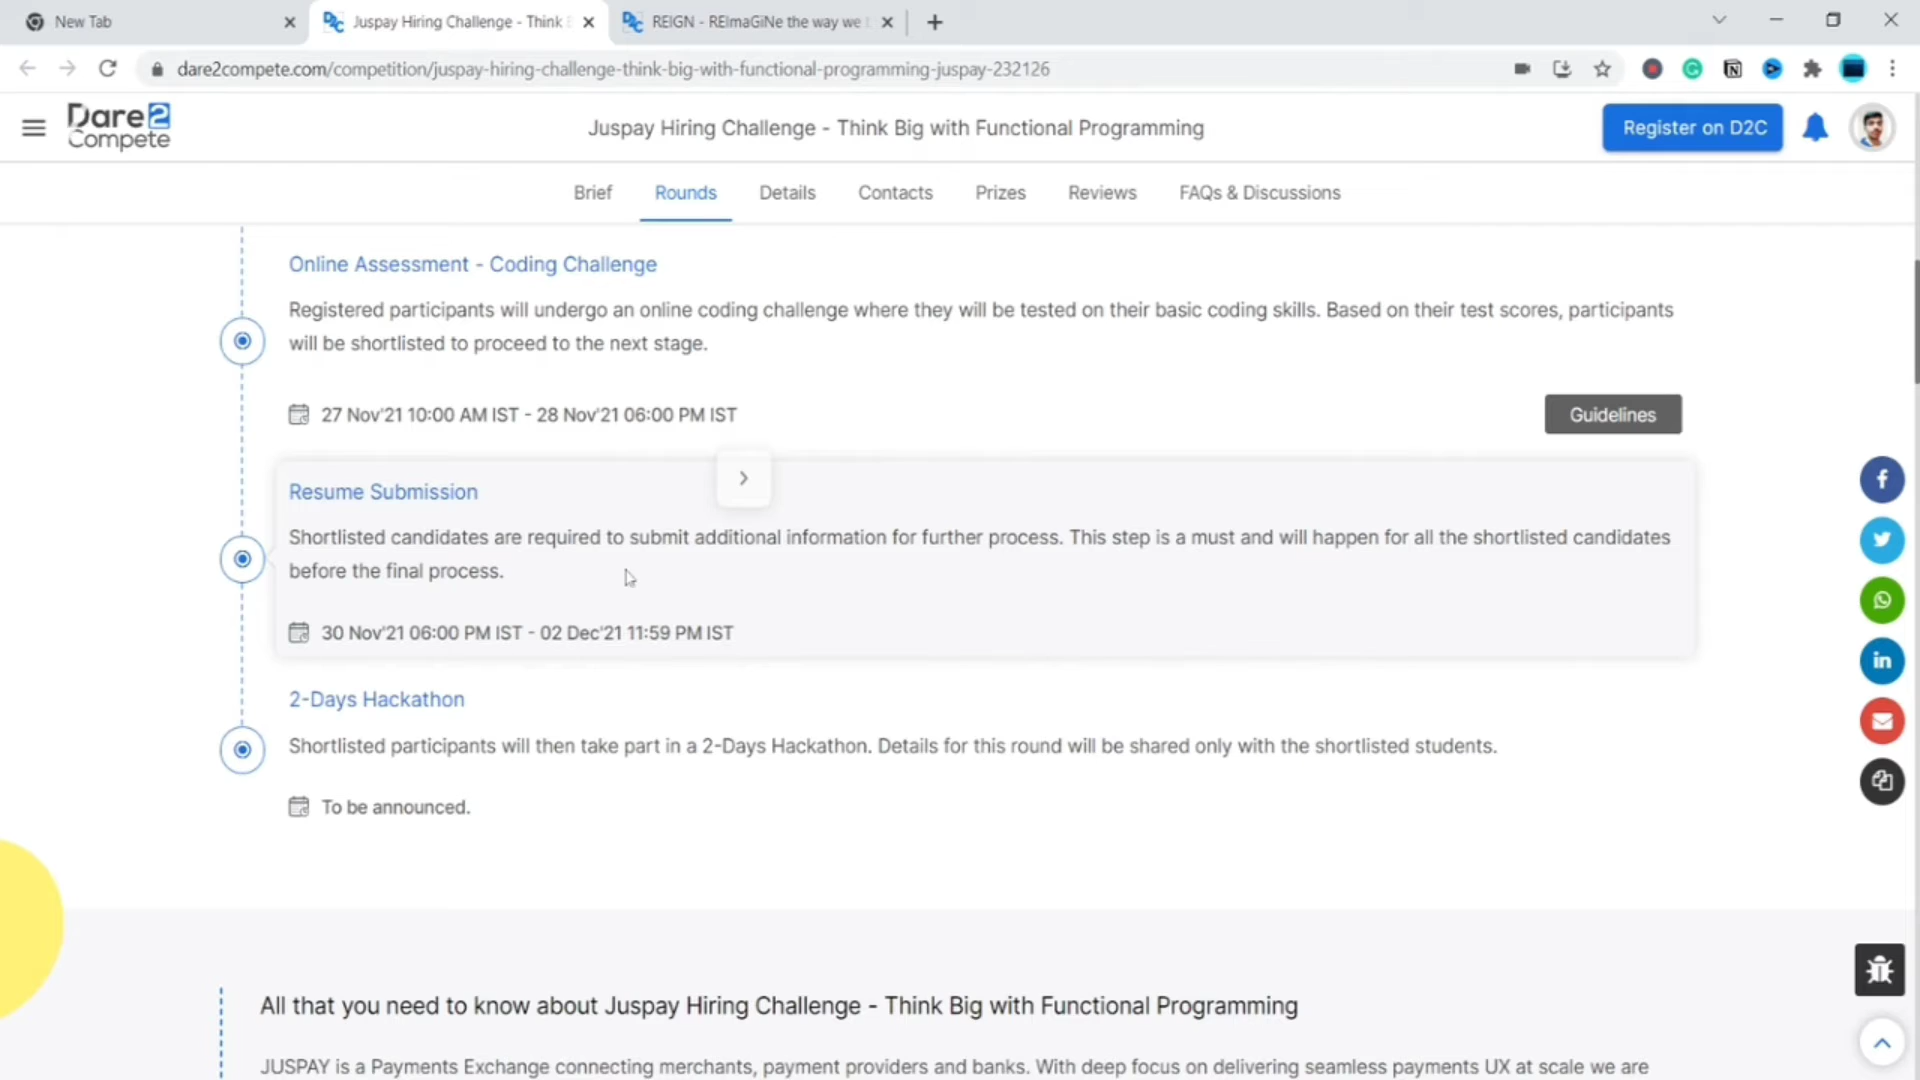 New Tab
Juspay Hiring Challenge - Think
REIGN - REImaGiNe the way we
dare2compete.com/competition/juspay-hiring-challenge-think-big-with-functional-programming-juspay-232126
Dare2
Compete
Juspay Hiring Challenge - Think Big with Functional Programming
Register on D2C
Brief
Rounds
Details
Contacts
Prizes
Reviews
FAQs & Discussions
Online Assessment - Coding Challenge
Registered participants will undergo an online coding challenge where they will be tested on their basic coding skills. Based on their test scores, participants
will be shortlisted to proceed to the next stage.
27 Nov'21 10:00 AM IST - 28 Nov'21 06:00 PM IST
Guidelines
Resume Submission
Shortlisted candidates are required to submit additional information for further process. This step is a must and will happen for all the shortlisted candidates
before the final process.
30 Nov'21 06:00 PM IST - 02 Dec'21 11:59 PM IST
2-Days Hackathon
Shortlisted participants will then take part in a 2-Days Hackathon. Details for this round will be shared only with the shortlisted students.
To be announced.
All that you need to know about Juspay Hiring Challenge - Think Big with Functional Programming
JUSPAY is a Payments Exchange connecting merchants, payment providers and banks. With deep focus on delivering seamless payments UX at scale we are